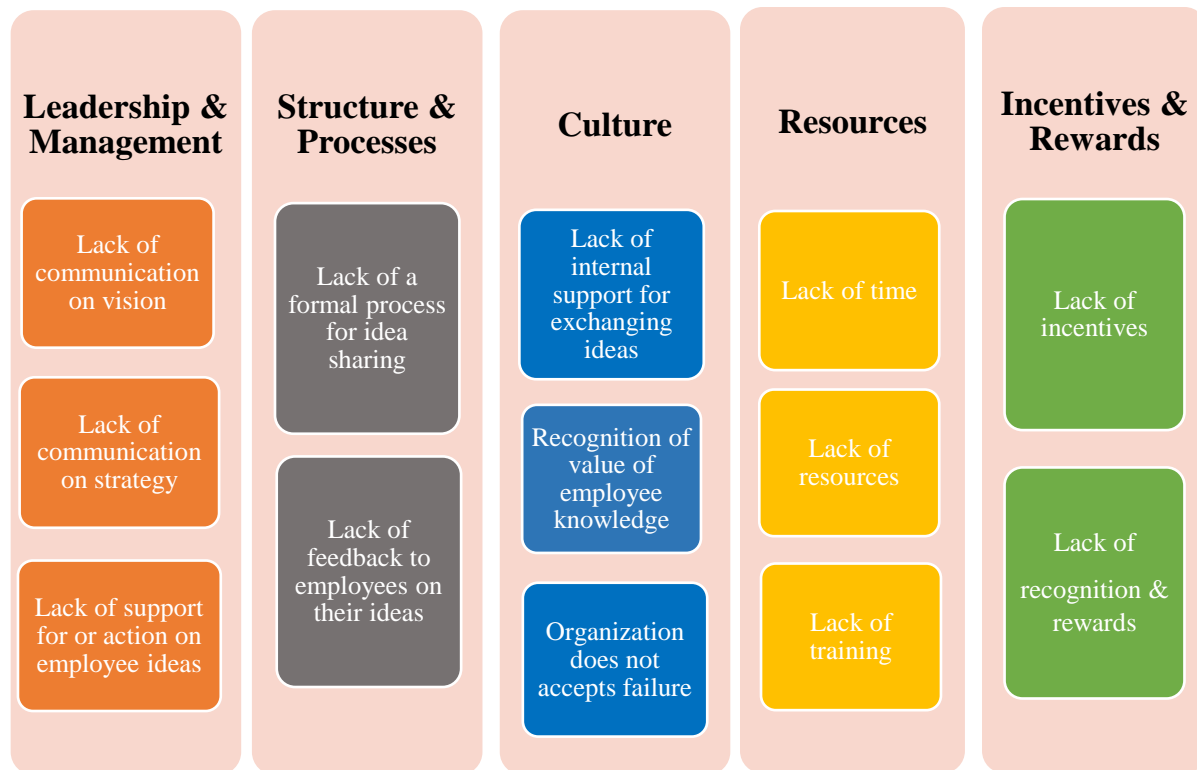 Leadership &
Management
Lack of
communication
on vision
Lack of
communication
on strategy
Lack of support
for or action on
employee ideas
Structure &
Processes
Lack of a
formal process
for idea
sharing
Lack of
feedback to
employees on
their ideas
Culture
Lack of
internal
support for
exchanging
ideas
Recognition of
value of
employee
knowledge
Organization
does not
accepts failure
Resources
Lack of time
Lack of
resources
Lack of
training
Incentives &
Rewards
Lack of
incentives
Lack of
recognition &
rewards